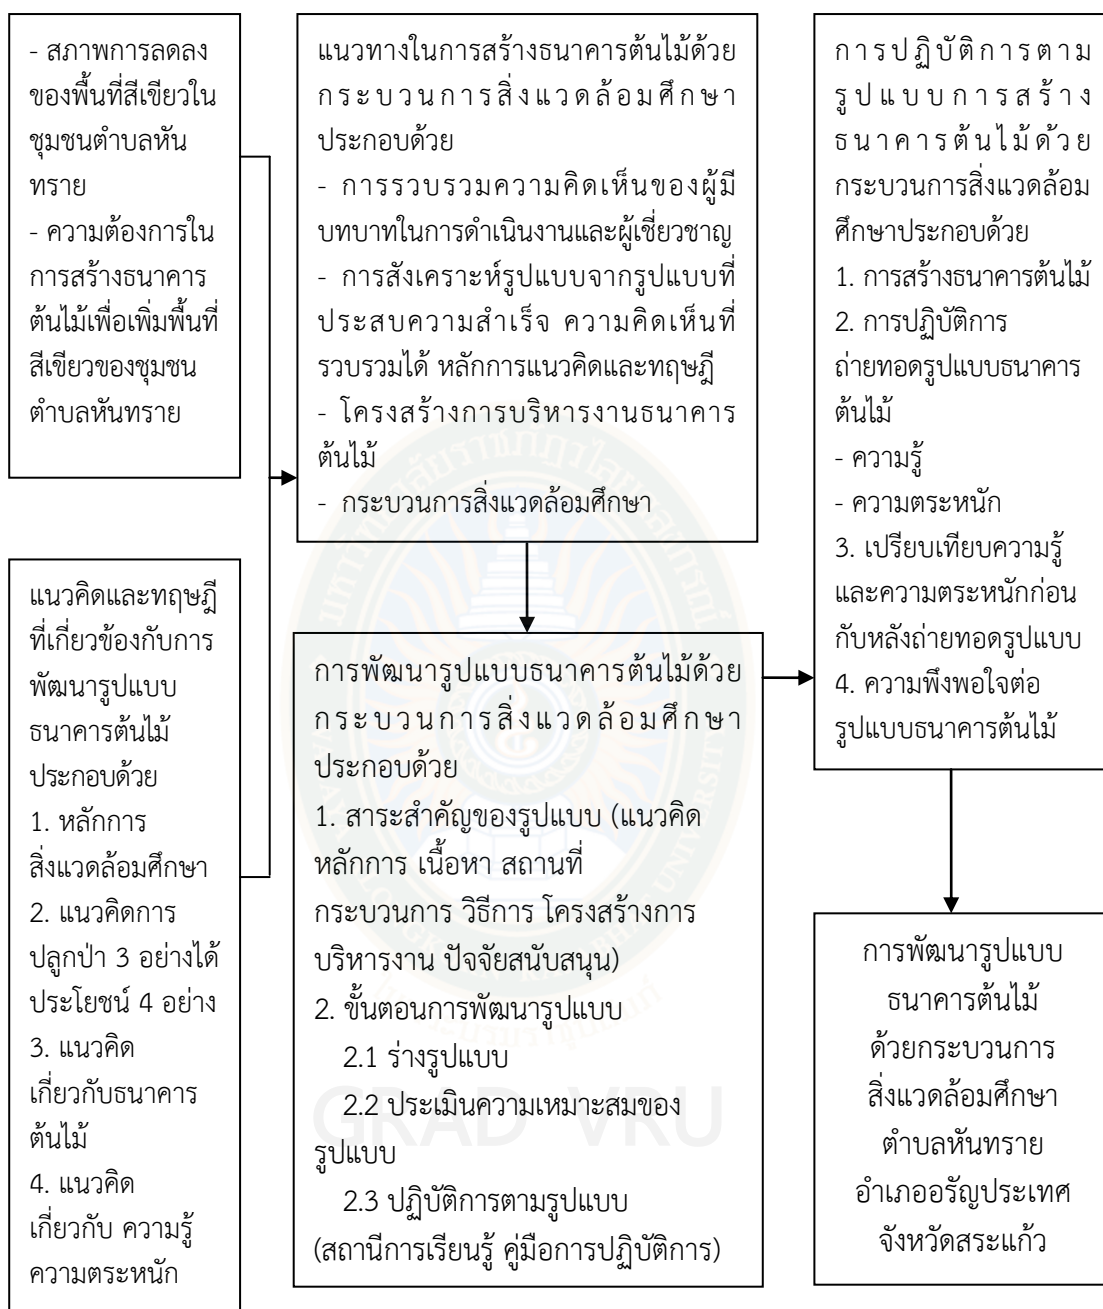 - สภาพการลดลง
ของพื้นที่สีเขียวใน
ชุมชนตำบลหัน
ทราย
- ความต้องการใน
การสร้างธนาคาร
ต้นไม้เพื่อเพิ่มพื้นที่
สีเขียวของชุมชน
ตำบลหันทราย
แนวคิดและทฤษฎี
ที่เกี่ยวข้องกับการ
พัฒนารูปแบบ
ธนาคารต้นไม้
ประกอบด้วย
1. หลักการ
สิ่งแวดล้อมศึกษา
2. แนวคิดการ
ปลูกป่า 3 อย่างได้
ประโยชน์ 4 อย่าง
3. แนวคิด
เกี่ยวกับธนาคาร
ต้นไม้
4. แนวคิด
เกี่ยวกับ ความรู้
ความตระหนัก
แนวทางในการสร้างธนาคารต้นไม้ด้วย
กระบวนการสิ่งแวดล้อมศึกษา
ประกอบด้วย
- การรวบรวมความคิดเห็นของผู้มี
บทบาทในการดำเนินงานและผู้เชี่ยวชาญ
- การสังเคราะห์รูปแบบจากรูปแบบที่
ประสบความสำเร็จ ความคิดเห็นที่
รวบรวมได้ หลักการแนวคิดและทฤษฎี
- โครงสร้างการบริหารงานธนาคาร
ต้นไม้
- กระบวนการสิ่งแวดล้อมศึกษา
การพัฒนารูปแบบธนาคารต้นไม้ด้วย
กระบวนการสิ่งแวดล้อมศึกษา
ประกอบด้วย
1. สาระสำคัญของรูปแบบ (แนวคิด
หลักการ เนื้อหา สถานที่
กระบวนการ วิธีการ โครงสร้างการ
บริหารงาน ปัจจัยสนับสนุน)
2. ขั้นตอนการพัฒนารูปแบบ
2.1 ร่างรูปแบบ
2.2 ประเมินความเหมาะสมของ
รูปแบบ
2.3 ปฏิบัติการตามรูปแบบ
(สถานีการเรียนรู้ คู่มือการปฏิบัติการ)
การปฏิบัติการตาม
รูปแบบการสร้าง
ธนาคารต้นไม้ด้วย
กระบวนการสิ่งแวดล้อม
ศึกษาประกอบด้วย
1. การสร้างธนาคารต้นไม้
2. การปฏิบัติการ
ถ่ายทอดรูปแบบธนาคาร
ต้นไม้
- ความรู้
- ความตระหนัก
3. เปรียบเทียบความรู้
และความตระหนักก่อน
กับหลังถ่ายทอดรูปแบบ
4. ความพึงพอใจต่อ
รูปแบบธนาคารต้นไม้
การพัฒนารูปแบบ
ธนาคารต้นไม้
ด้วยกระบวนการ
สิ่งแวดล้อมศึกษา
ตำบลหันทราย
อำเภออรัญประเทศ
จังหวัดสระแก้ว
GRAD VRU